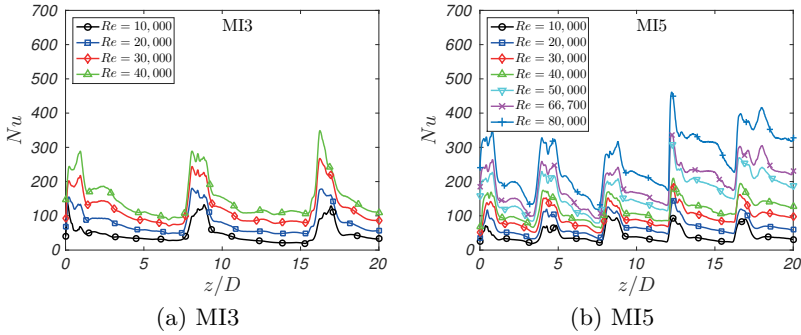 MI3
Re = 10,000
Re = 20,000
Re = 30,000
Re = 40,000
700
600
500
400
300
200
100
0
Nu
0 5 10 15 20
z/D
(a) MI3
MI5
Re = 10,000
Re = 20,000
Re = 30,000
Re = 40,000
Re = 50,000
Re = 66,700
Re = 80,000
700
600
500
400
300
200
100
0
Nu
0 5 10 15 20
z/D
(b) MI5